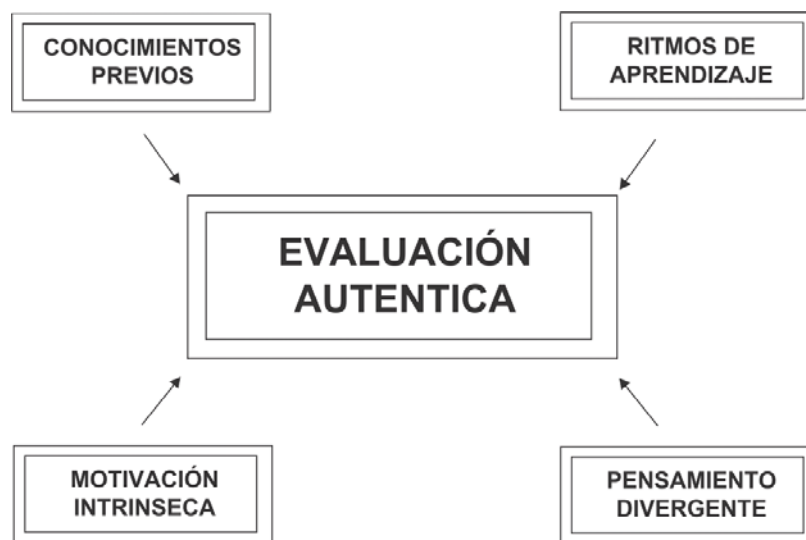 CONOCIMIENTOS
PREVIOS
RITMOS DE
APRENDIZAJE
EVALUACIÓN
AUTENTICA
MOTIVACIÓN
INTRINSECA
PENSAMIENTO
DIVERGENTE